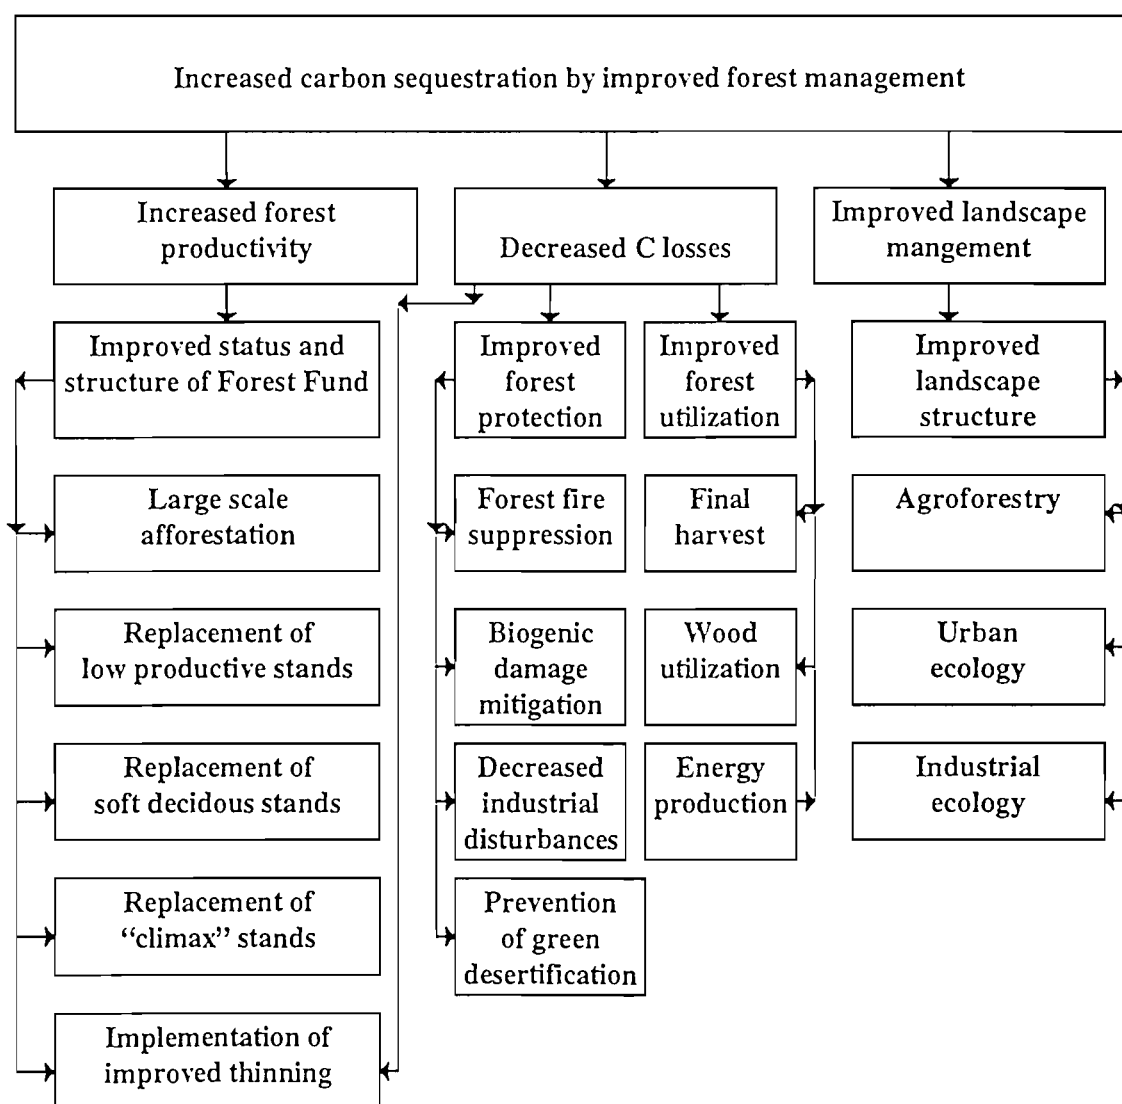 Increased carbon sequestration by improved forest management
Increased forest
productivity
Decreased C losses
Improved landscape
mangement
Improved status and
structure of Forest Fund
Improved
forest
protection
Improved
forest
utilization
Improved
landscape
structure
Large scale
afforestation
Forest fire
suppression
Final
harvest
Agroforestry
Replacement of
low productive stands
Biogenic
damage
mitigation
Wood
utilization
Urban
ecology
Replacement of
soft decidous stands
Decreased
industrial
disturbances
Energy
production
Industrial
ecology
Replacement of
“climax” stands
Prevention
of green
desertification
Implementation of
improved thinning